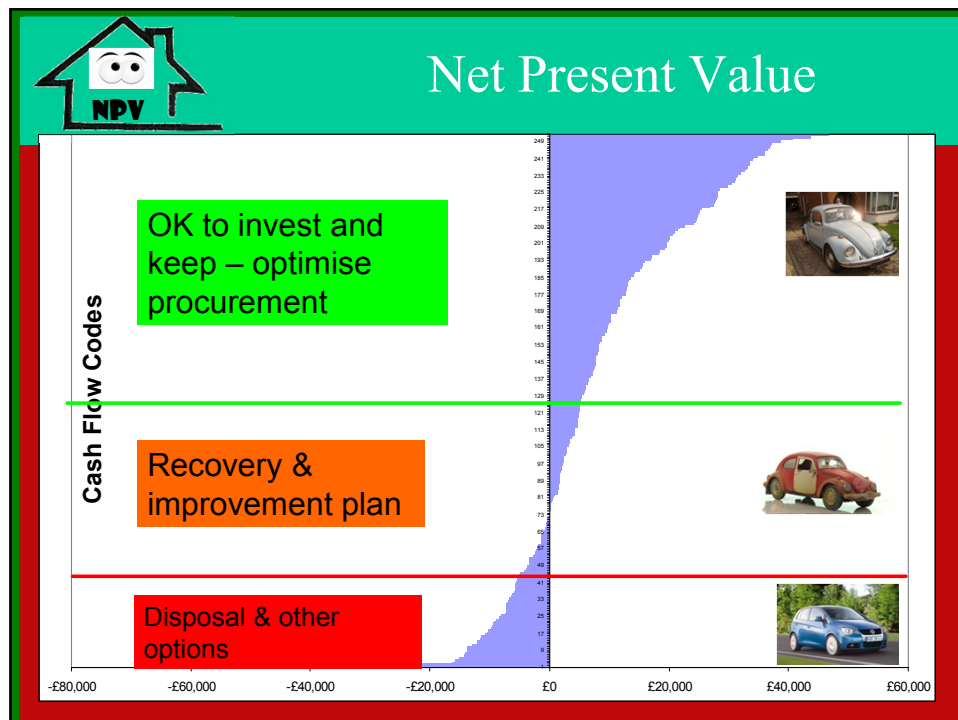 NPV
Net Present Value
249
241
233
225
217
209
201
193
185
177
169
161
153
145
137
129
121
113
105
97
89
81
73
65
57
49
41
33
25
17
9
1
Cash Flow Codes
OK to invest and
keep – optimise
procurement
Recovery &
improvement plan
Disposal & other
options
-£80,000 -£60,000 -£40,000 -£20,000 £0 £20,000 £40,000 £60,000